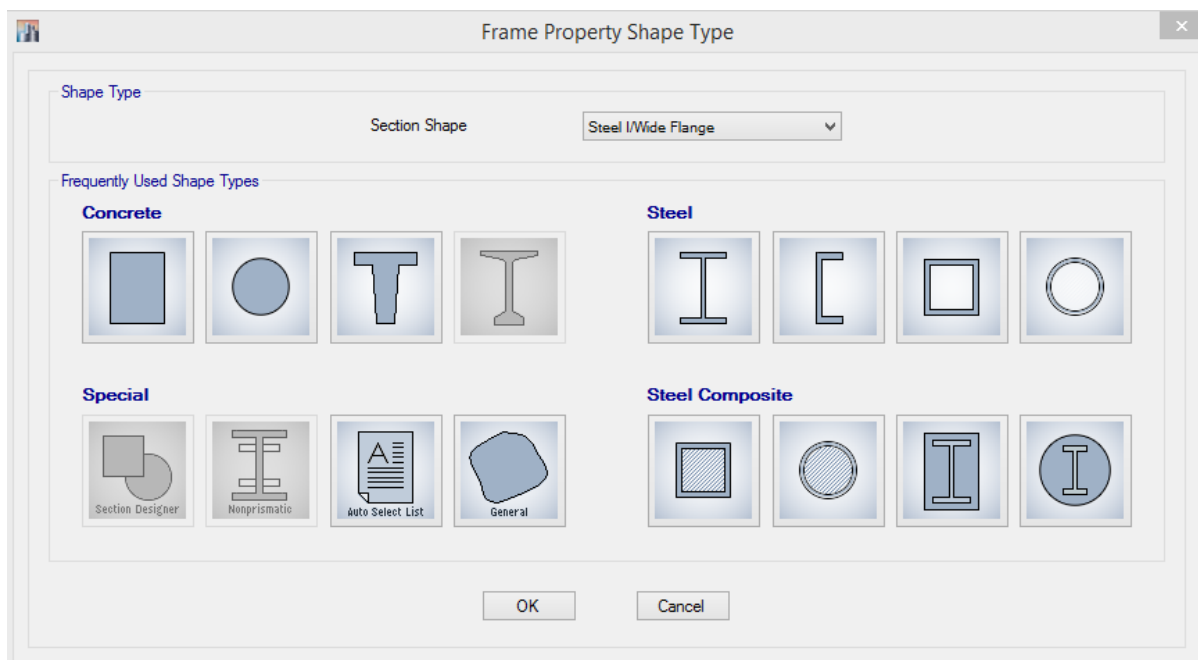 Frame Property Shape Type
Shape Type
Section Shape
Steel I/Wide Flange
Frequently Used Shape Types
Concrete
Steel
Special
Steel Composite
Section Designer
Nonprismatic
Auto Select List
General
OK
Cancel